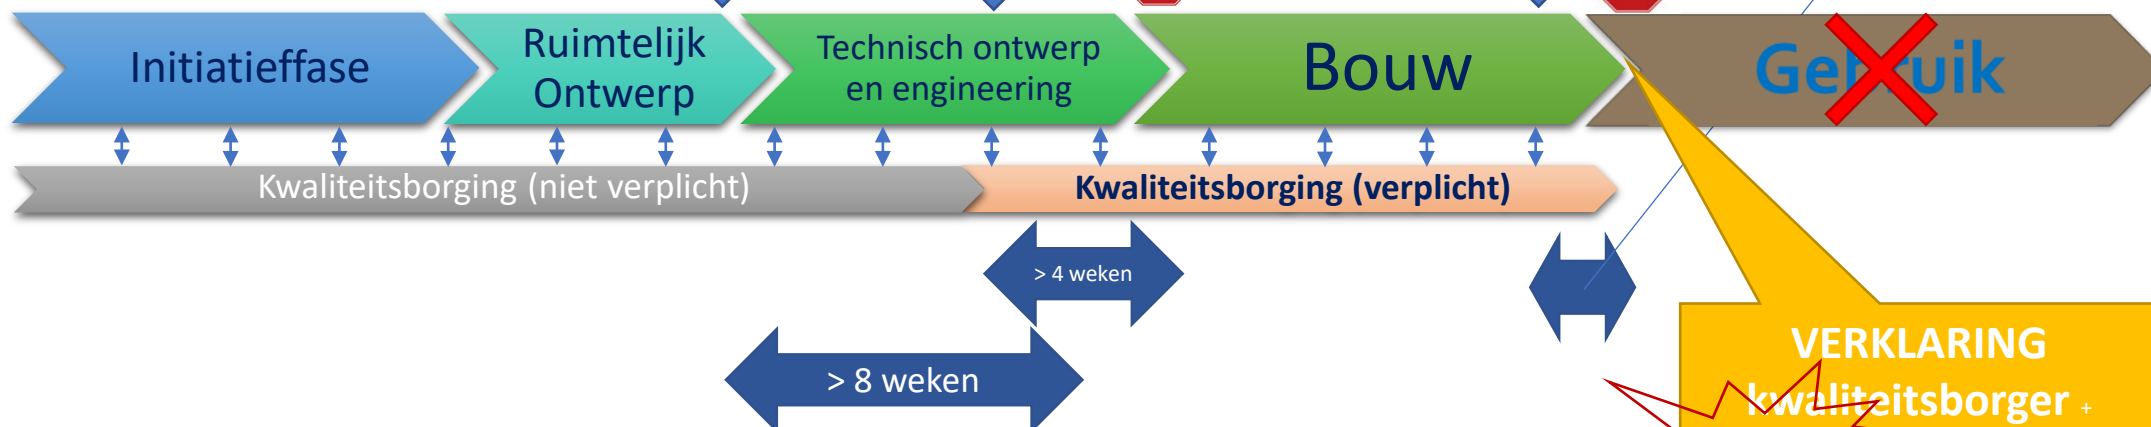 Initiatieffase
Ruimtelijk
Ontwerp
Technisch ontwerp
en engineering
Bouw
Gebruik
Kwaliteitsborging (niet verplicht)
Kwaliteitsborging (verplicht)
> 4 weken
> 8 weken
VERKLARING
kwaliteitsborger +